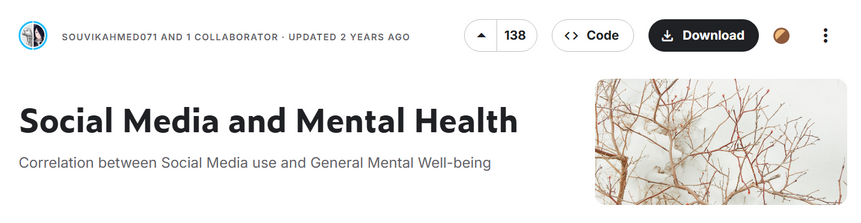 SOUVIKAHMED071 AND 1 COLLABORATOR · UPDATED 2 YEARS AGO
138
Code
Download
Social Media and Mental Health
Correlation between Social Media use and General Mental Well-being